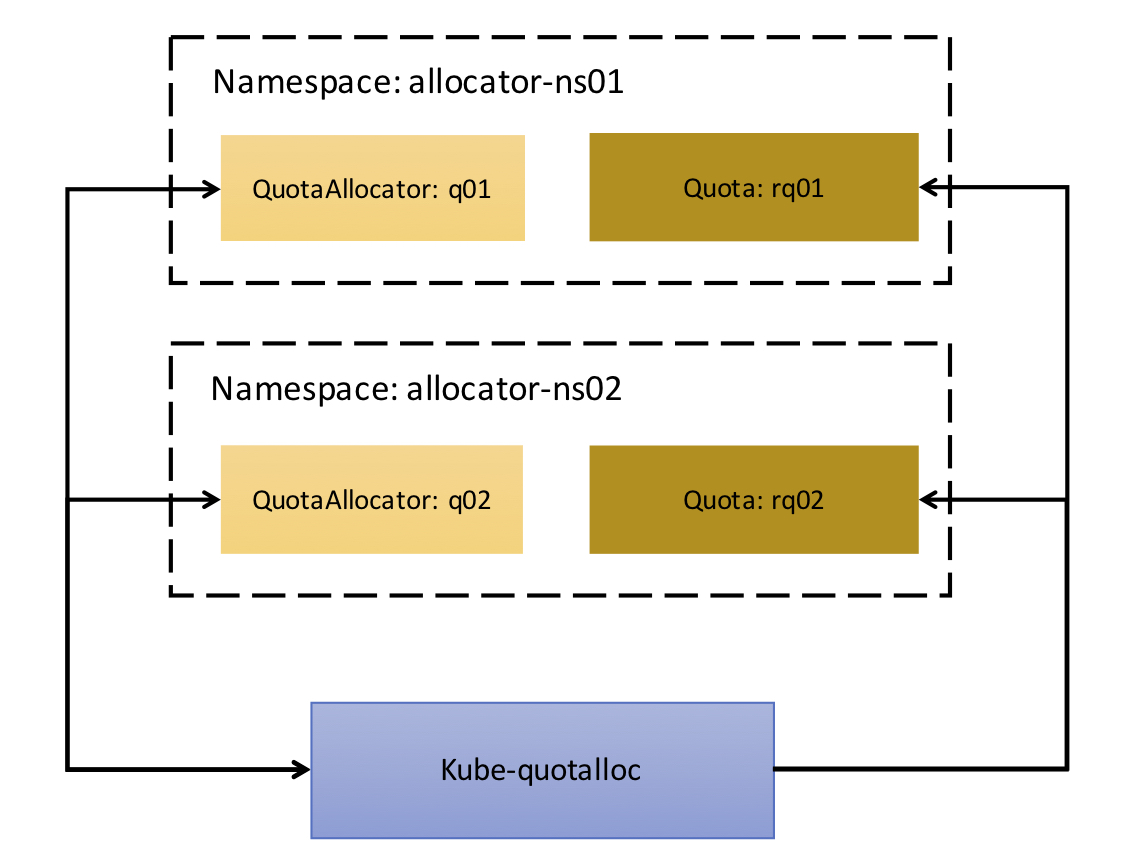 Namespace: allocator-ns01
QuotaAllocator: q01
Quota: rq01
Namespace: allocator-ns02
QuotaAllocator: q02
Quota: rq02
Kube-quotalloc